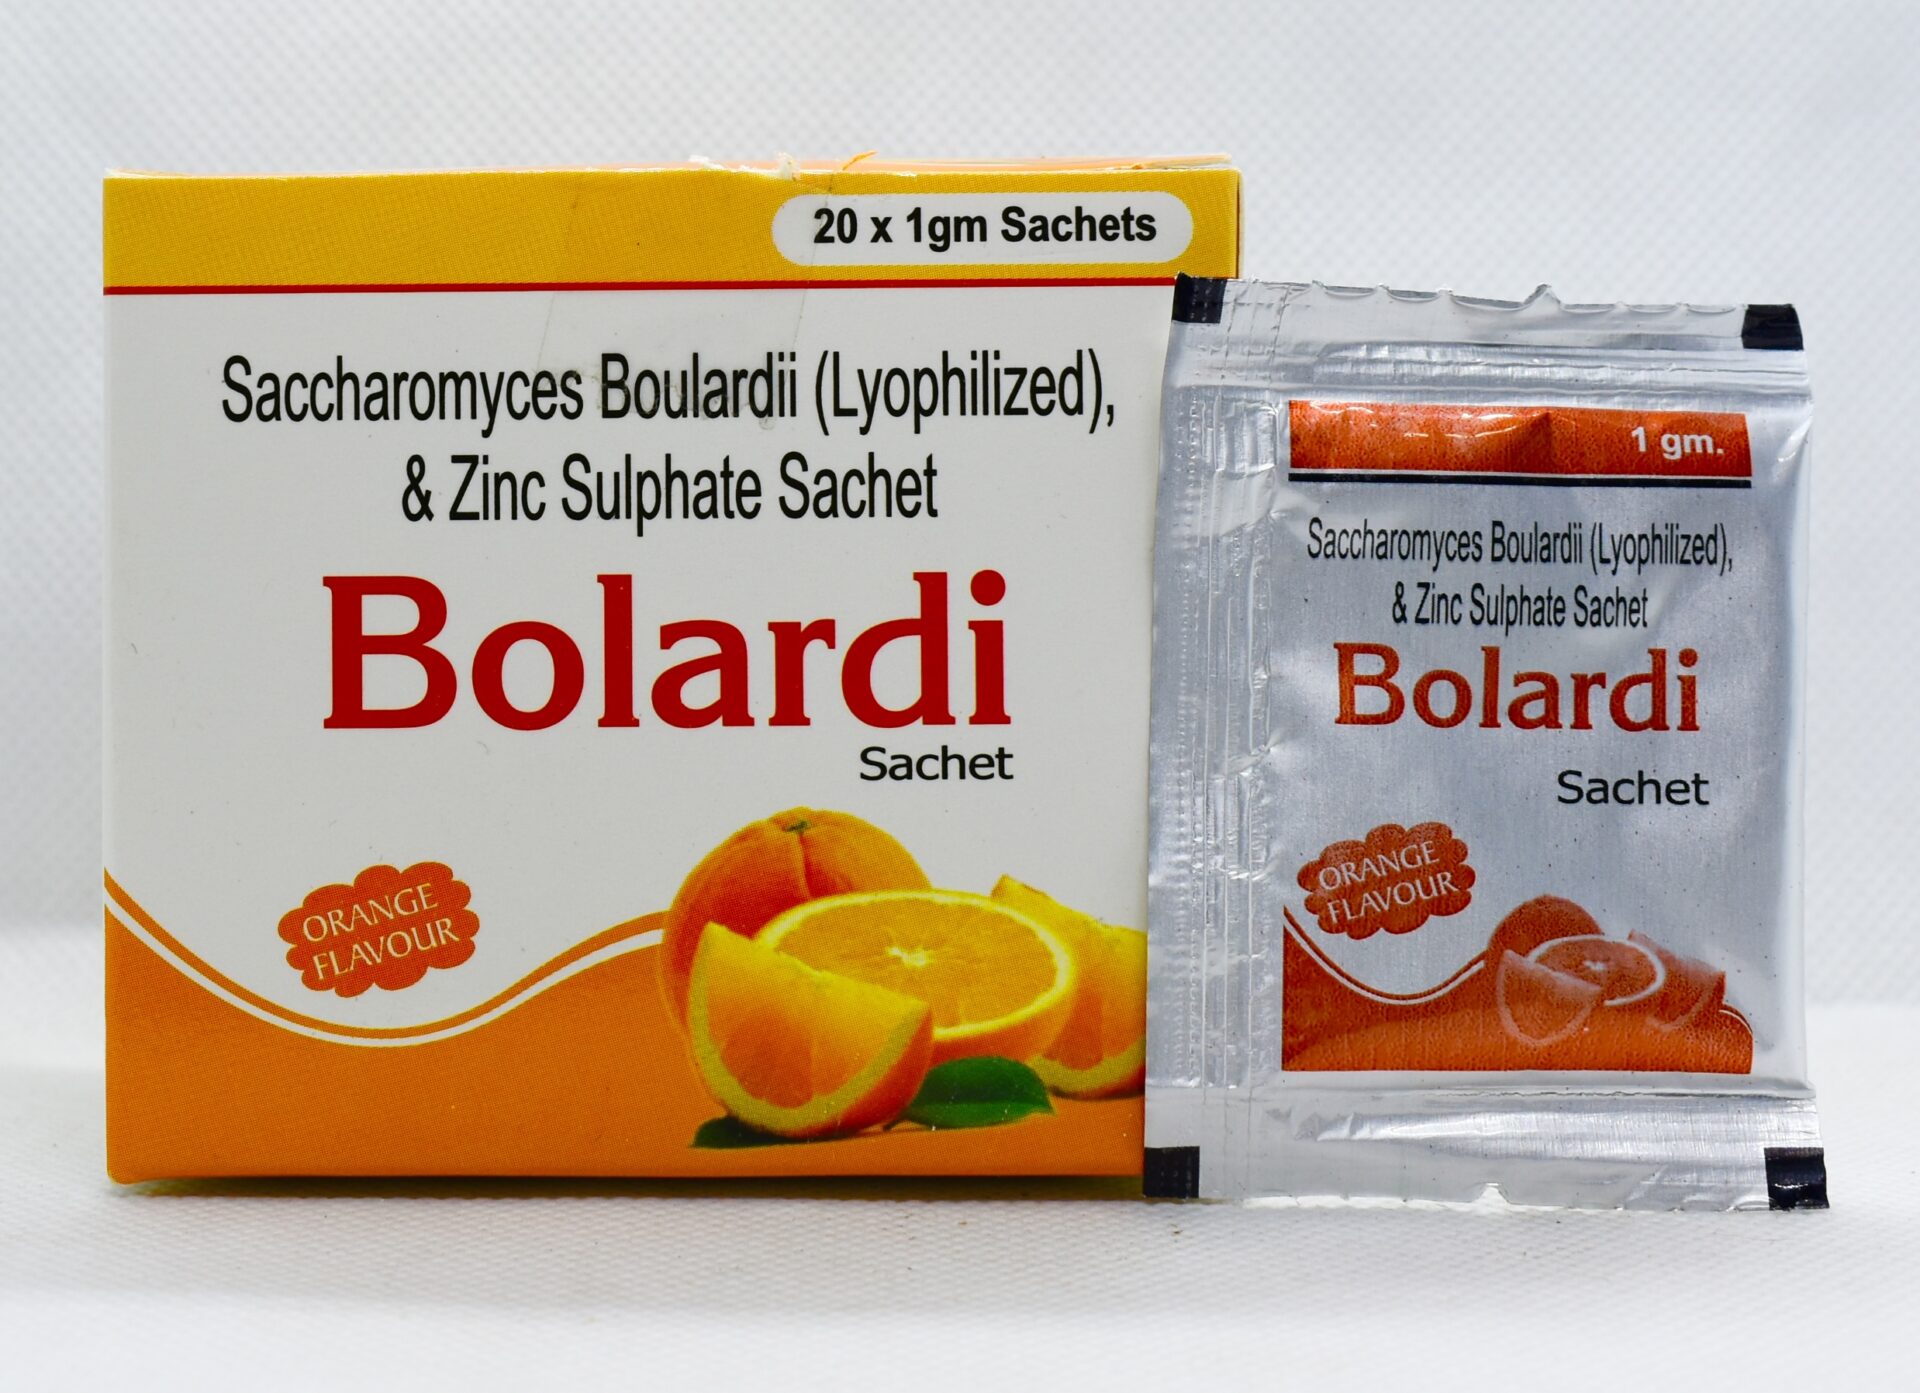 20 x 1gm Sachets
Saccharomyces Boulardii (Lyophilized),
& Zinc Sulphate Sachet
Bolardi
Sachet
ORANGE
FLAVOUR
1 gm.
Saccharomyces Boulardii (Lyophilized),
& Zinc Sulphate Sachet
Bolardi
Sachet
ORANGE
FLAVOUR